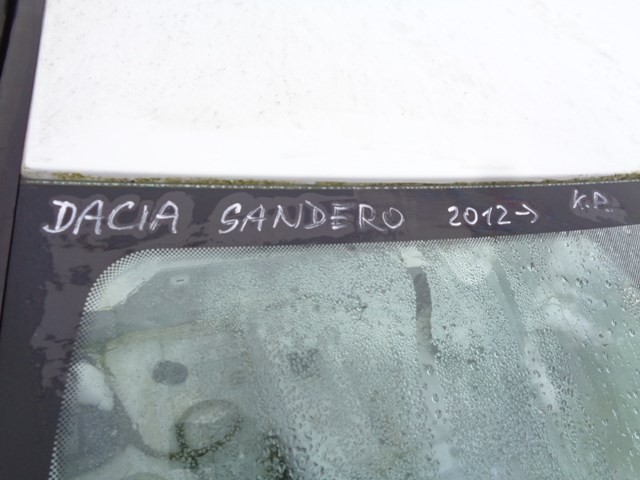 DACIA SANDERO 2012→ K.P.